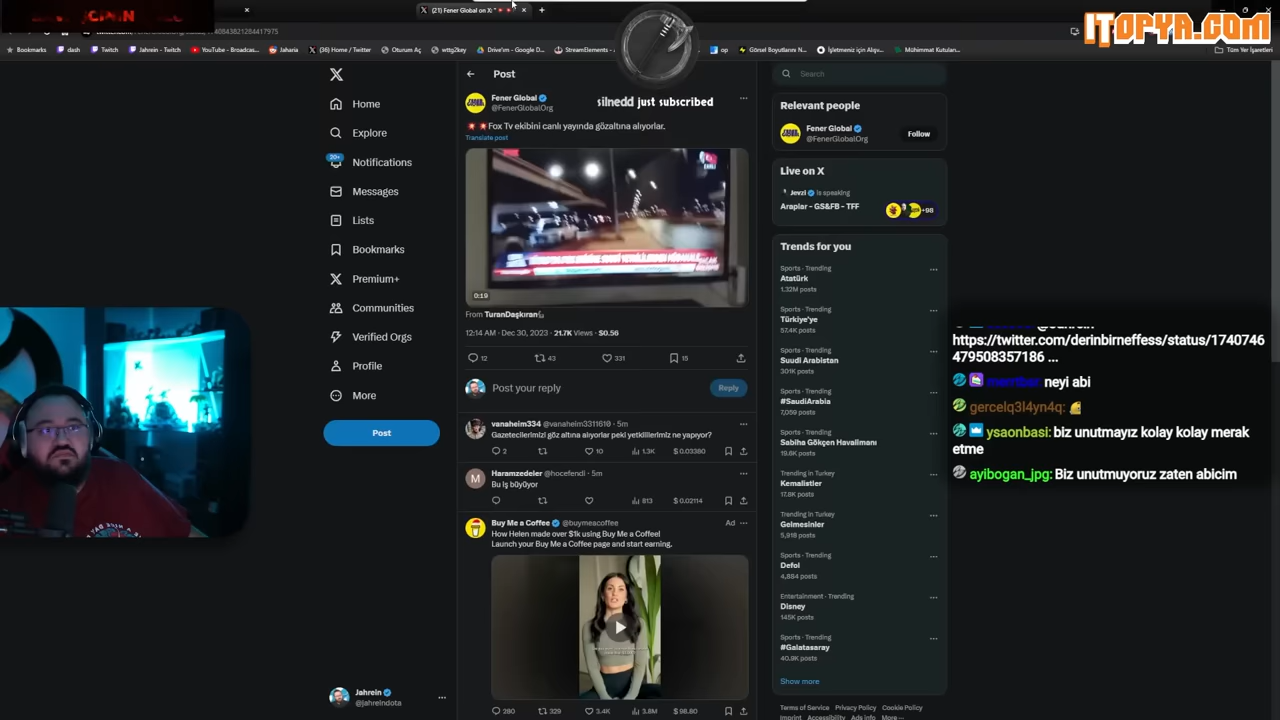 (21) Fener Global on X: "
ITOPYA.COM
Bookmarks
dash
Twitch
Jahrein - Twitch
YouTube - Broadcas...
Jaharia
(36) Home / Twitter
Oturum Aç
wttg2key
Drive'ım - Google D...
StreamElements -
op
Görsel Boyutlarını N...
İşletmeniz için Alışv...
Mühimmat Kutuları...
Tüm Yer İşaretleri
Home
Explore
20+
Notifications
Messages
Lists
Bookmarks
Premium+
Communities
Verified Orgs
Profile
More
Post
Jahrein
@jahreindota
Post
Fener Global
@FenerGlobalOrg
silnedd just subscribed
Fox Tv ekibini canlı yayında gözaltına alıyorlar.
Translate post
0:19
From TuranDaşkıran
12:14 AM · Dec 30, 2023 · 21.7K Views · $0.56
12
43
331
15
Post your reply
Reply
vanaheim334 @vanaheim3311610 · 5m
Gazetecilerimizi göz altına alıyorlar peki yetkililerimiz ne yapıyor?
2
10
1.3K
$ 0.03380
Haramzedeler @hocefendi · 5m
Bu iş büyüyor
813
$ 0.02114
Buy Me a Coffee @buymeacoffee
Ad
How Helen made over $1k using Buy Me a Coffee!
Launch your Buy Me a Coffee page and start earning.
280
329
3.4K
3.8M
$ 98.80
Search
Relevant people
Fener Global
@FenerGlobalOrg
Follow
Live on X
Jevzi is speaking
Araplar - GS&FB - TFF
+98
Trends for you
Sports · Trending
Atatürk
1.32M posts
Sports · Trending
Türkiye'ye
57.4K posts
Sports · Trending
Suudi Arabistan
301K posts
Sports · Trending
#SaudiArabia
7,059 posts
Sports · Trending
Sabiha Gökçen Havalimanı
19.6K posts
Trending in Turkey
Kemalistler
17.9K posts
Trending in Turkey
Gelmesinler
5,918 posts
Sports · Trending
Defol
4,884 posts
Entertainment · Trending
Disney
145K posts
Sports · Trending
#Galatasaray
40.9K posts
Show more
Terms of Service
Privacy Policy
Cookie Policy
Imprint
Accessibility
Ads info
More
https://twitter.com/derinbirneffess/status/1740746
479508357186 ...
neyi abi
gercelq3l4yn4q:
ysaonbasi: biz unutmayız kolay kolay merak
etme
ayibogan_jpg: Biz unutmuyoruz zaten abicim